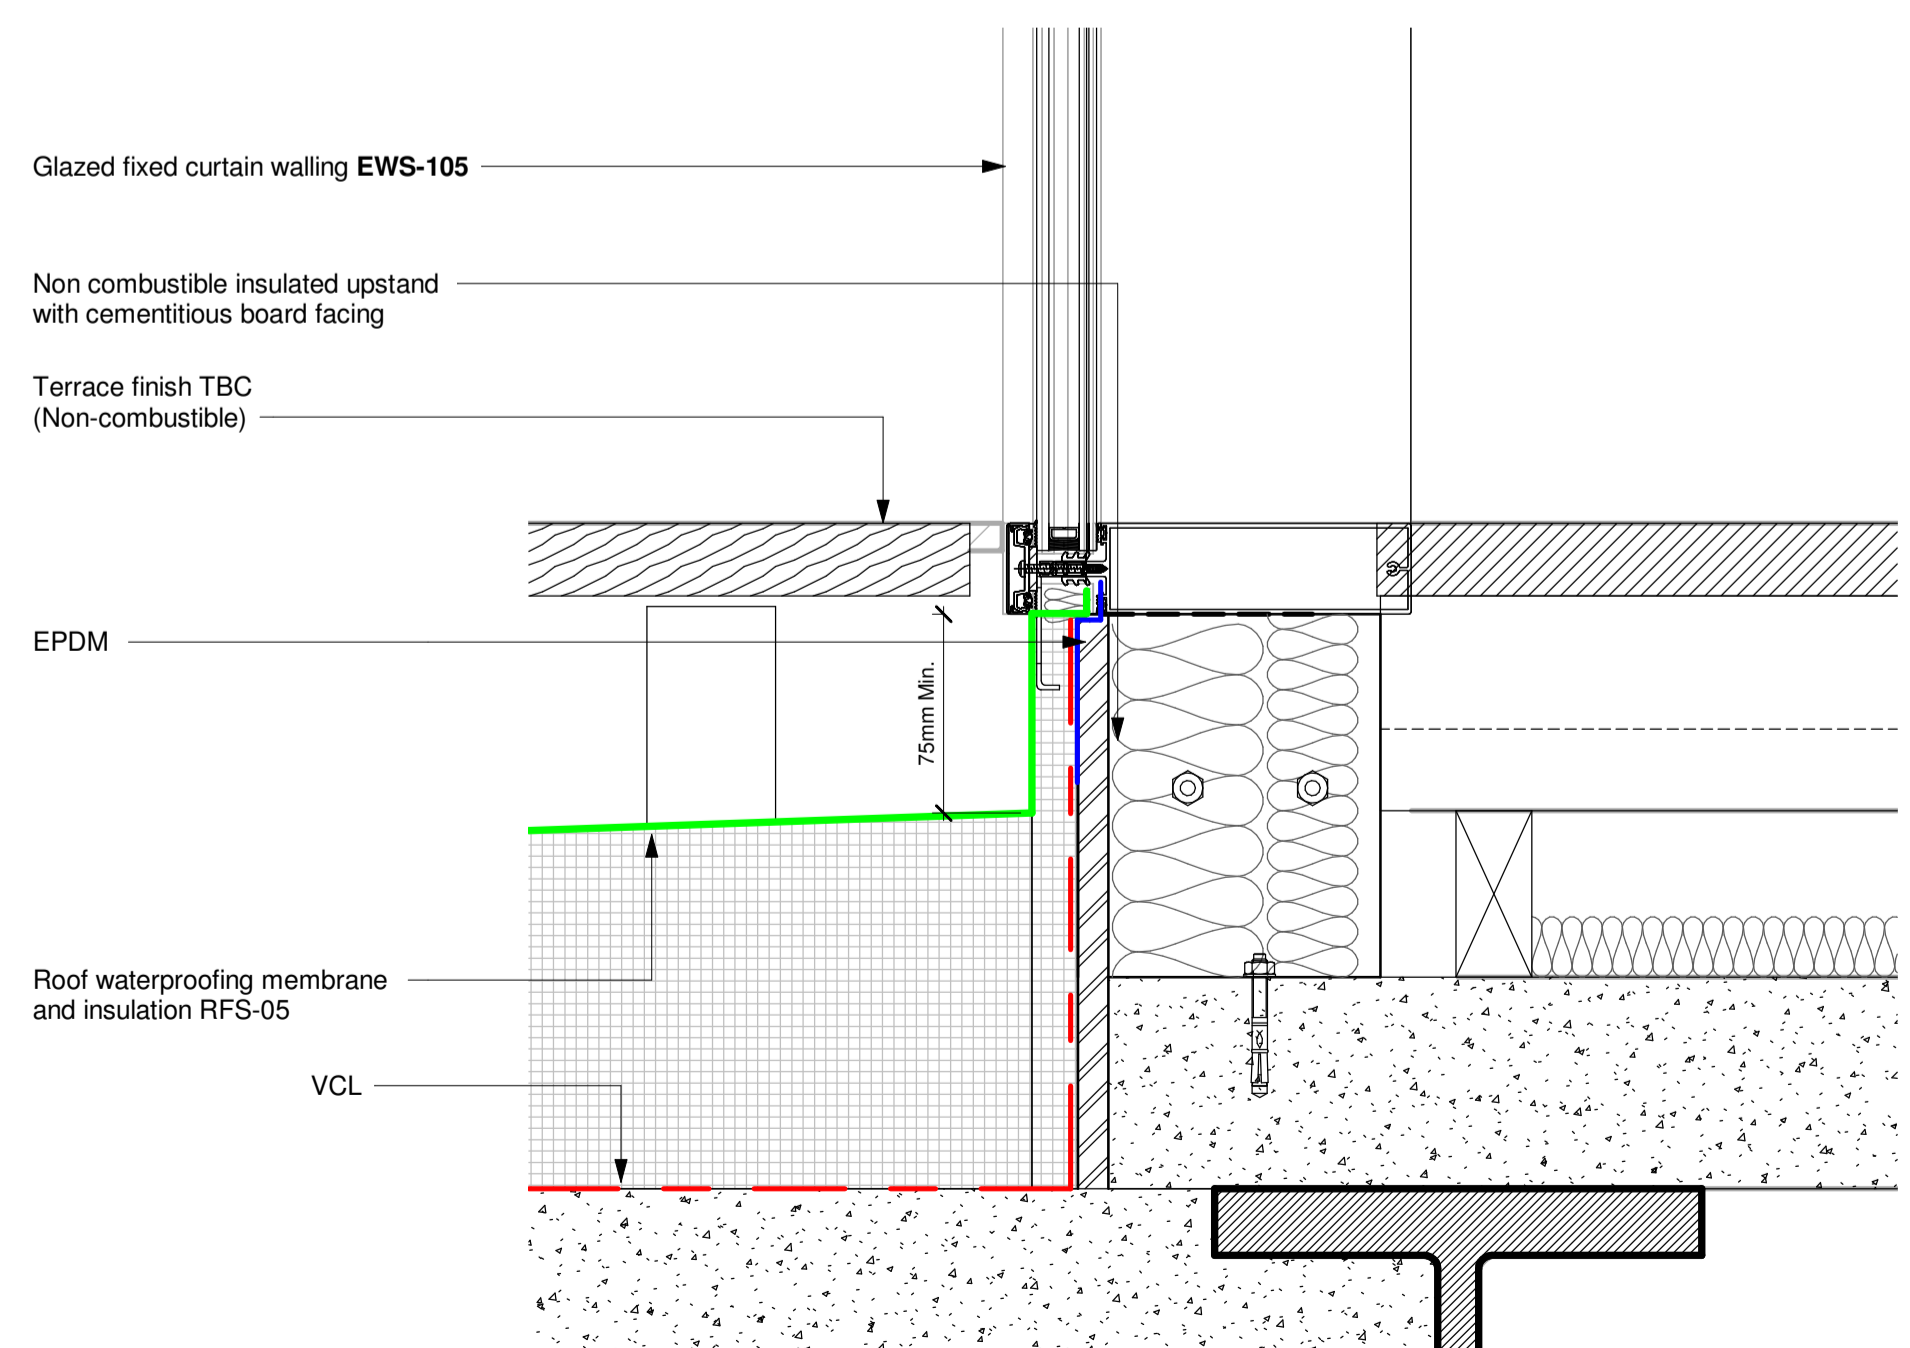 Glazed fixed curtain walling EWS-105
Non combustible insulated upstand
with cementitious board facing
Terrace finish TBC
(Non-combustible)
EPDM
75mm Min.
Roof waterproofing membrane
and insulation RFS-05
VCL